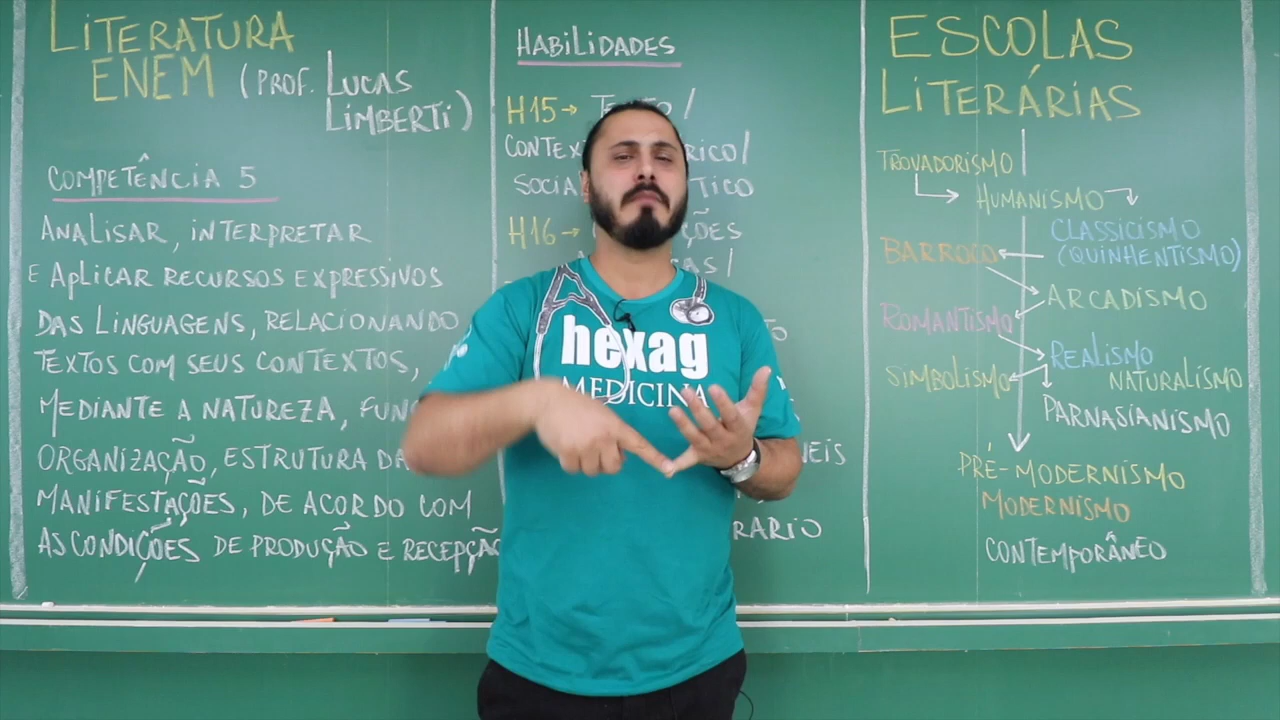 LITERATURA
ENEM (PROF. LUCAS
LIMBERTI)
COMPETÊNCIA 5
ANALISAR, INTERPRETAR
E APLICAR RECURSOS EXPRESSIVOS
DAS LINGUAGENS, RELACIONANDO
TEXTOS COM SEUS CONTEXTOS,
MEDIANTE A NATUREZA,
ORGANIZAÇÃO, ESTRUTURA
MANIFESTAÇÕES, DE ACORDO COM
AS CONDIÇÕES DE PRODUÇÃO E RECEPÇÃO
HABILIDADES
H15→
H16→
hexag
MEDICINA
ESCOLAS
LITERÁRIAS
TROVADORISMO
HUMANISMO
CLASSICISMO
(QUINHENTISMO)
BARROCO
ARCADISMO
ROMANTISMO
REALISMO
NATURALISMO
SIMBOLISMO
PARNASIANISMO
PRÉ-MODERNISMO
MODERNISMO
CONTEMPORÂNEO